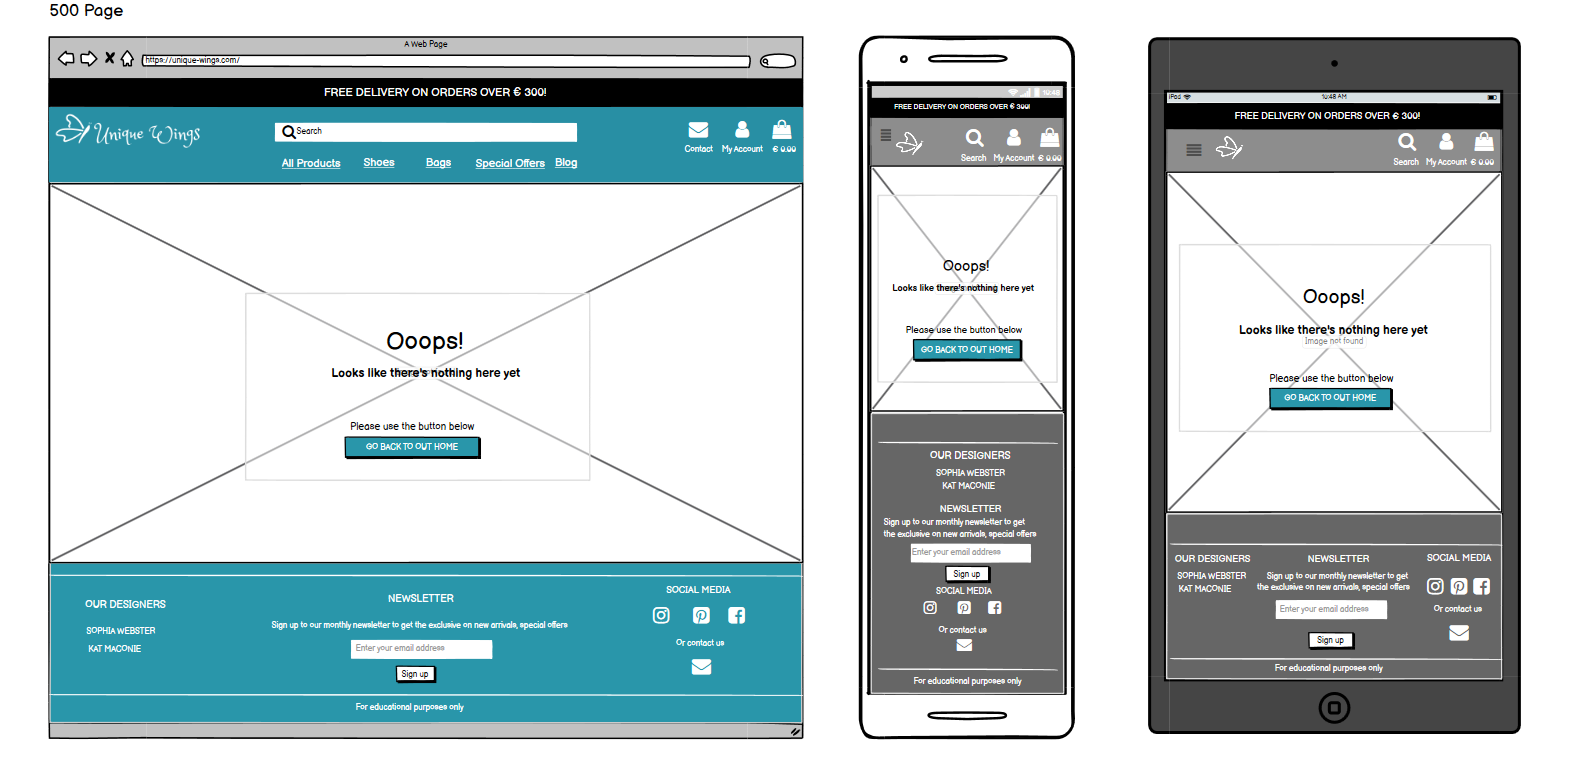 500 Page
A Web Page
https://unique-wings.com/
FREE DELIVERY ON ORDERS OVER € 300!
Unique Wings
Search
Contact
My Account
€ 0.00
All Products
Shoes
Bags
Special Offers
Blog
Ooops!
Looks like there's nothing here yet
Please use the button below
GO BACK TO OUT HOME
OUR DESIGNERS
SOPHIA WEBSTER
KAT MACONIE
NEWSLETTER
Sign up to our monthly newsletter to get the exclusive on new arrivals, special offers
Enter your email address
Sign up
SOCIAL MEDIA
Or contact us
For educational purposes only
10:48
FREE DELIVERY ON ORDERS OVER € 300!
Search
My Account
€ 0.00
Ooops!
Looks like there's nothing here yet
Please use the button below
GO BACK TO OUT HOME
OUR DESIGNERS
SOPHIA WEBSTER
KAT MACONIE
NEWSLETTER
Sign up to our monthly newsletter to get
the exclusive on new arrivals, special offers
Enter your email address
Sign up
SOCIAL MEDIA
Or contact us
For educational purposes only
iPad
10:48 AM
FREE DELIVERY ON ORDERS OVER € 300!
Search
My Account
€ 0.00
Ooops!
Looks like there's nothing here yet
Image not found
Please use the button below
GO BACK TO OUT HOME
OUR DESIGNERS
SOPHIA WEBSTER
KAT MACONIE
NEWSLETTER
Sign up to our monthly newsletter to get
the exclusive on new arrivals, special offers
Enter your email address
Sign up
SOCIAL MEDIA
Or contact us
For educational purposes only